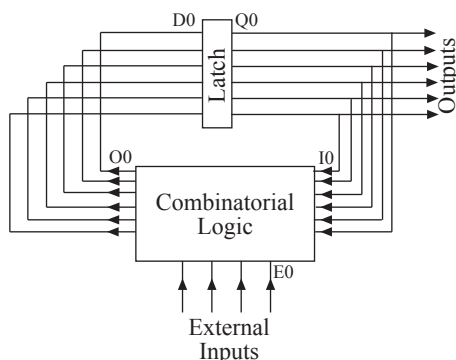 D0
Q0
Latch
Outputs
O0
I0
Combinatorial
Logic
E0
External
Inputs